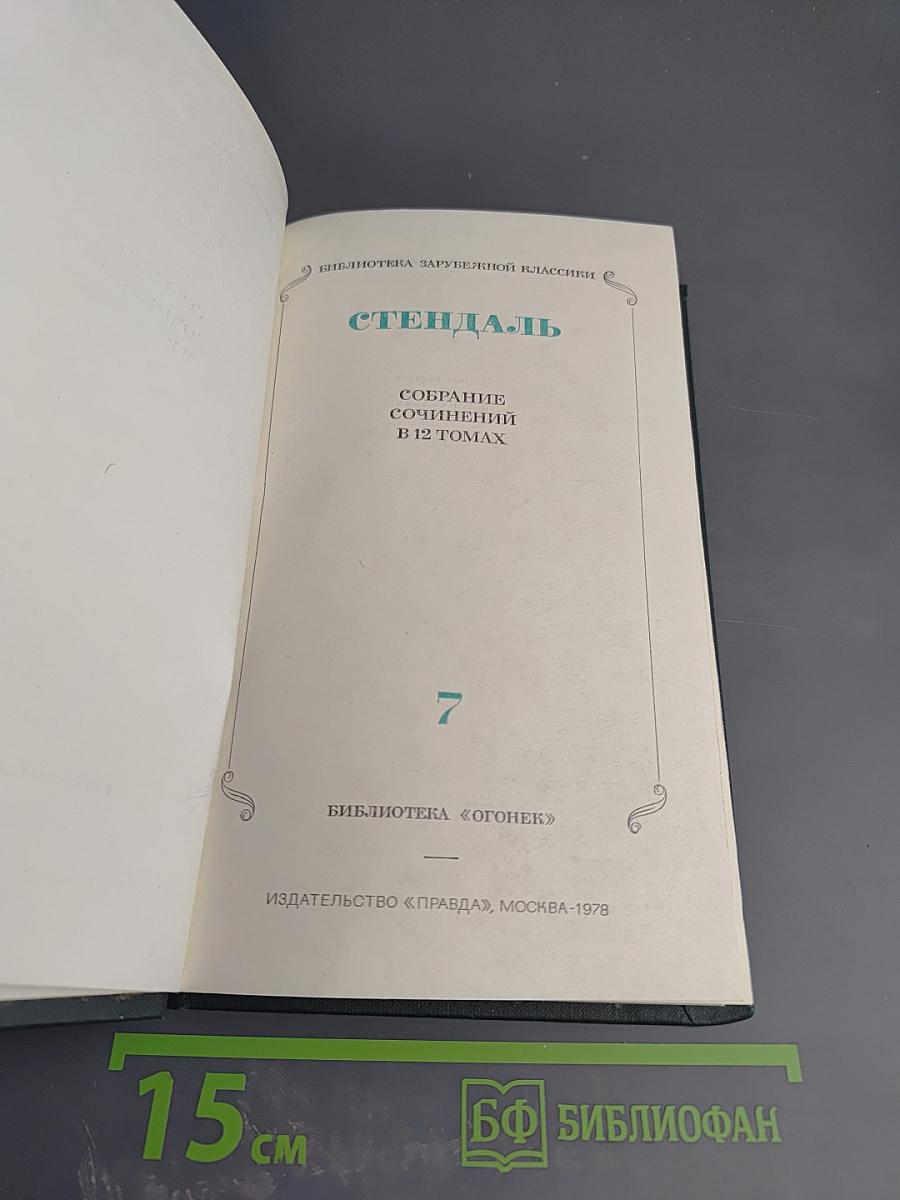 БИБЛИОТЕКА ЗАРУБЕЖНОЙ КЛАССИКИ
СТЕНДАЛЬ
СОБРАНИЕ
СОЧИНЕНИЙ
В 12 ТОМАХ
7
БИБЛИОТЕКА «ОГОНЕК»
ИЗДАТЕЛЬСТВО «ПРАВДА», МОСКВА-1978
15 см
БФ БИБЛИОФАН